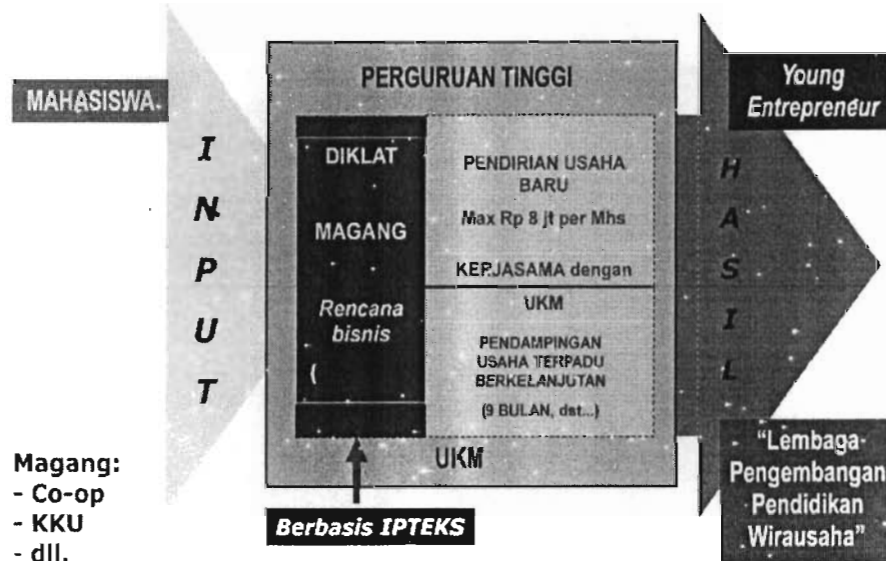 MAHASISWA
INPUT
PERGURUAN TINGGI
DIKLAT
MAGANG
Rencana
bisnis
(
PENDIRIAN USAHA
BARU
Max Rp 8 jt per Mhs
KERJASAMA dengan
UKM
PENDAMPINGAN
USAHA TERPADU
BERKELANJUTAN
(9 BULAN, dst...)
UKM
Berbasis IPTEKS
HASIL
Young
Entrepreneur
"Lembaga
Pengembangan
Pendidikan
Wirausaha"
Magang:
- Co-op
- KKU
- dll.